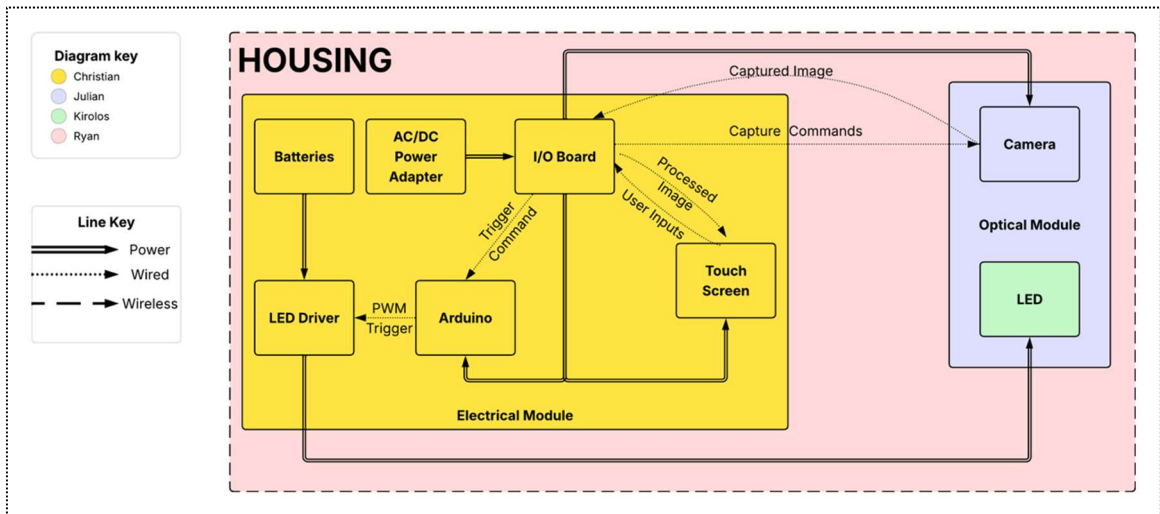 Diagram key
Christian
Julian
Kirolos
Ryan
Line Key
Power
Wired
Wireless
HOUSING
Batteries
AC/DC
Power
Adapter
I/O Board
Captured Image
Capture Commands
Camera
Processed
Image
User Inputs
Trigger
Command
Optical Module
Touch
Screen
LED
LED Driver
PWM
Trigger
Arduino
Electrical Module